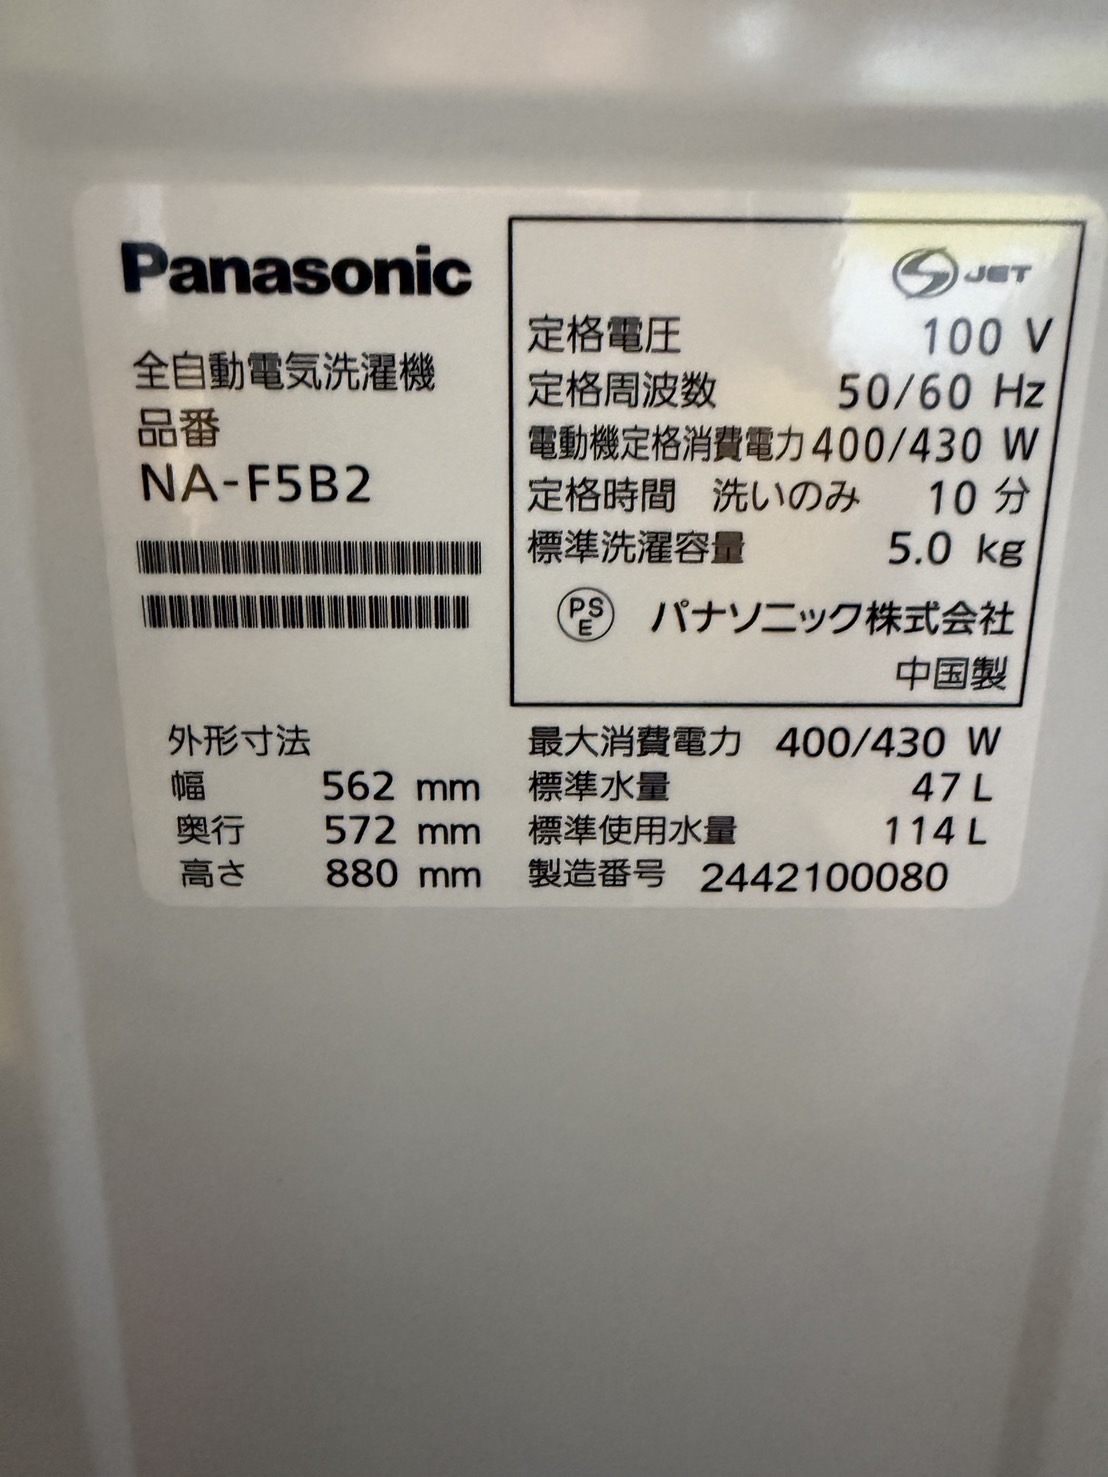 Panasonic
全自動電気洗濯機
品番
NA-F5B2
JET
定格電圧 100 V
定格周波数 50/60 Hz
電動機定格消費電力 400/430 W
定格時間 洗いのみ 10 分
標準洗濯容量 5.0 kg
PSE パナソニック株式会社
中国製
外形寸法
幅 562 mm
奥行 572 mm
高さ 880 mm
最大消費電力 400/430 W
標準水量 47 L
標準使用水量 114 L
製造番号 2442100080